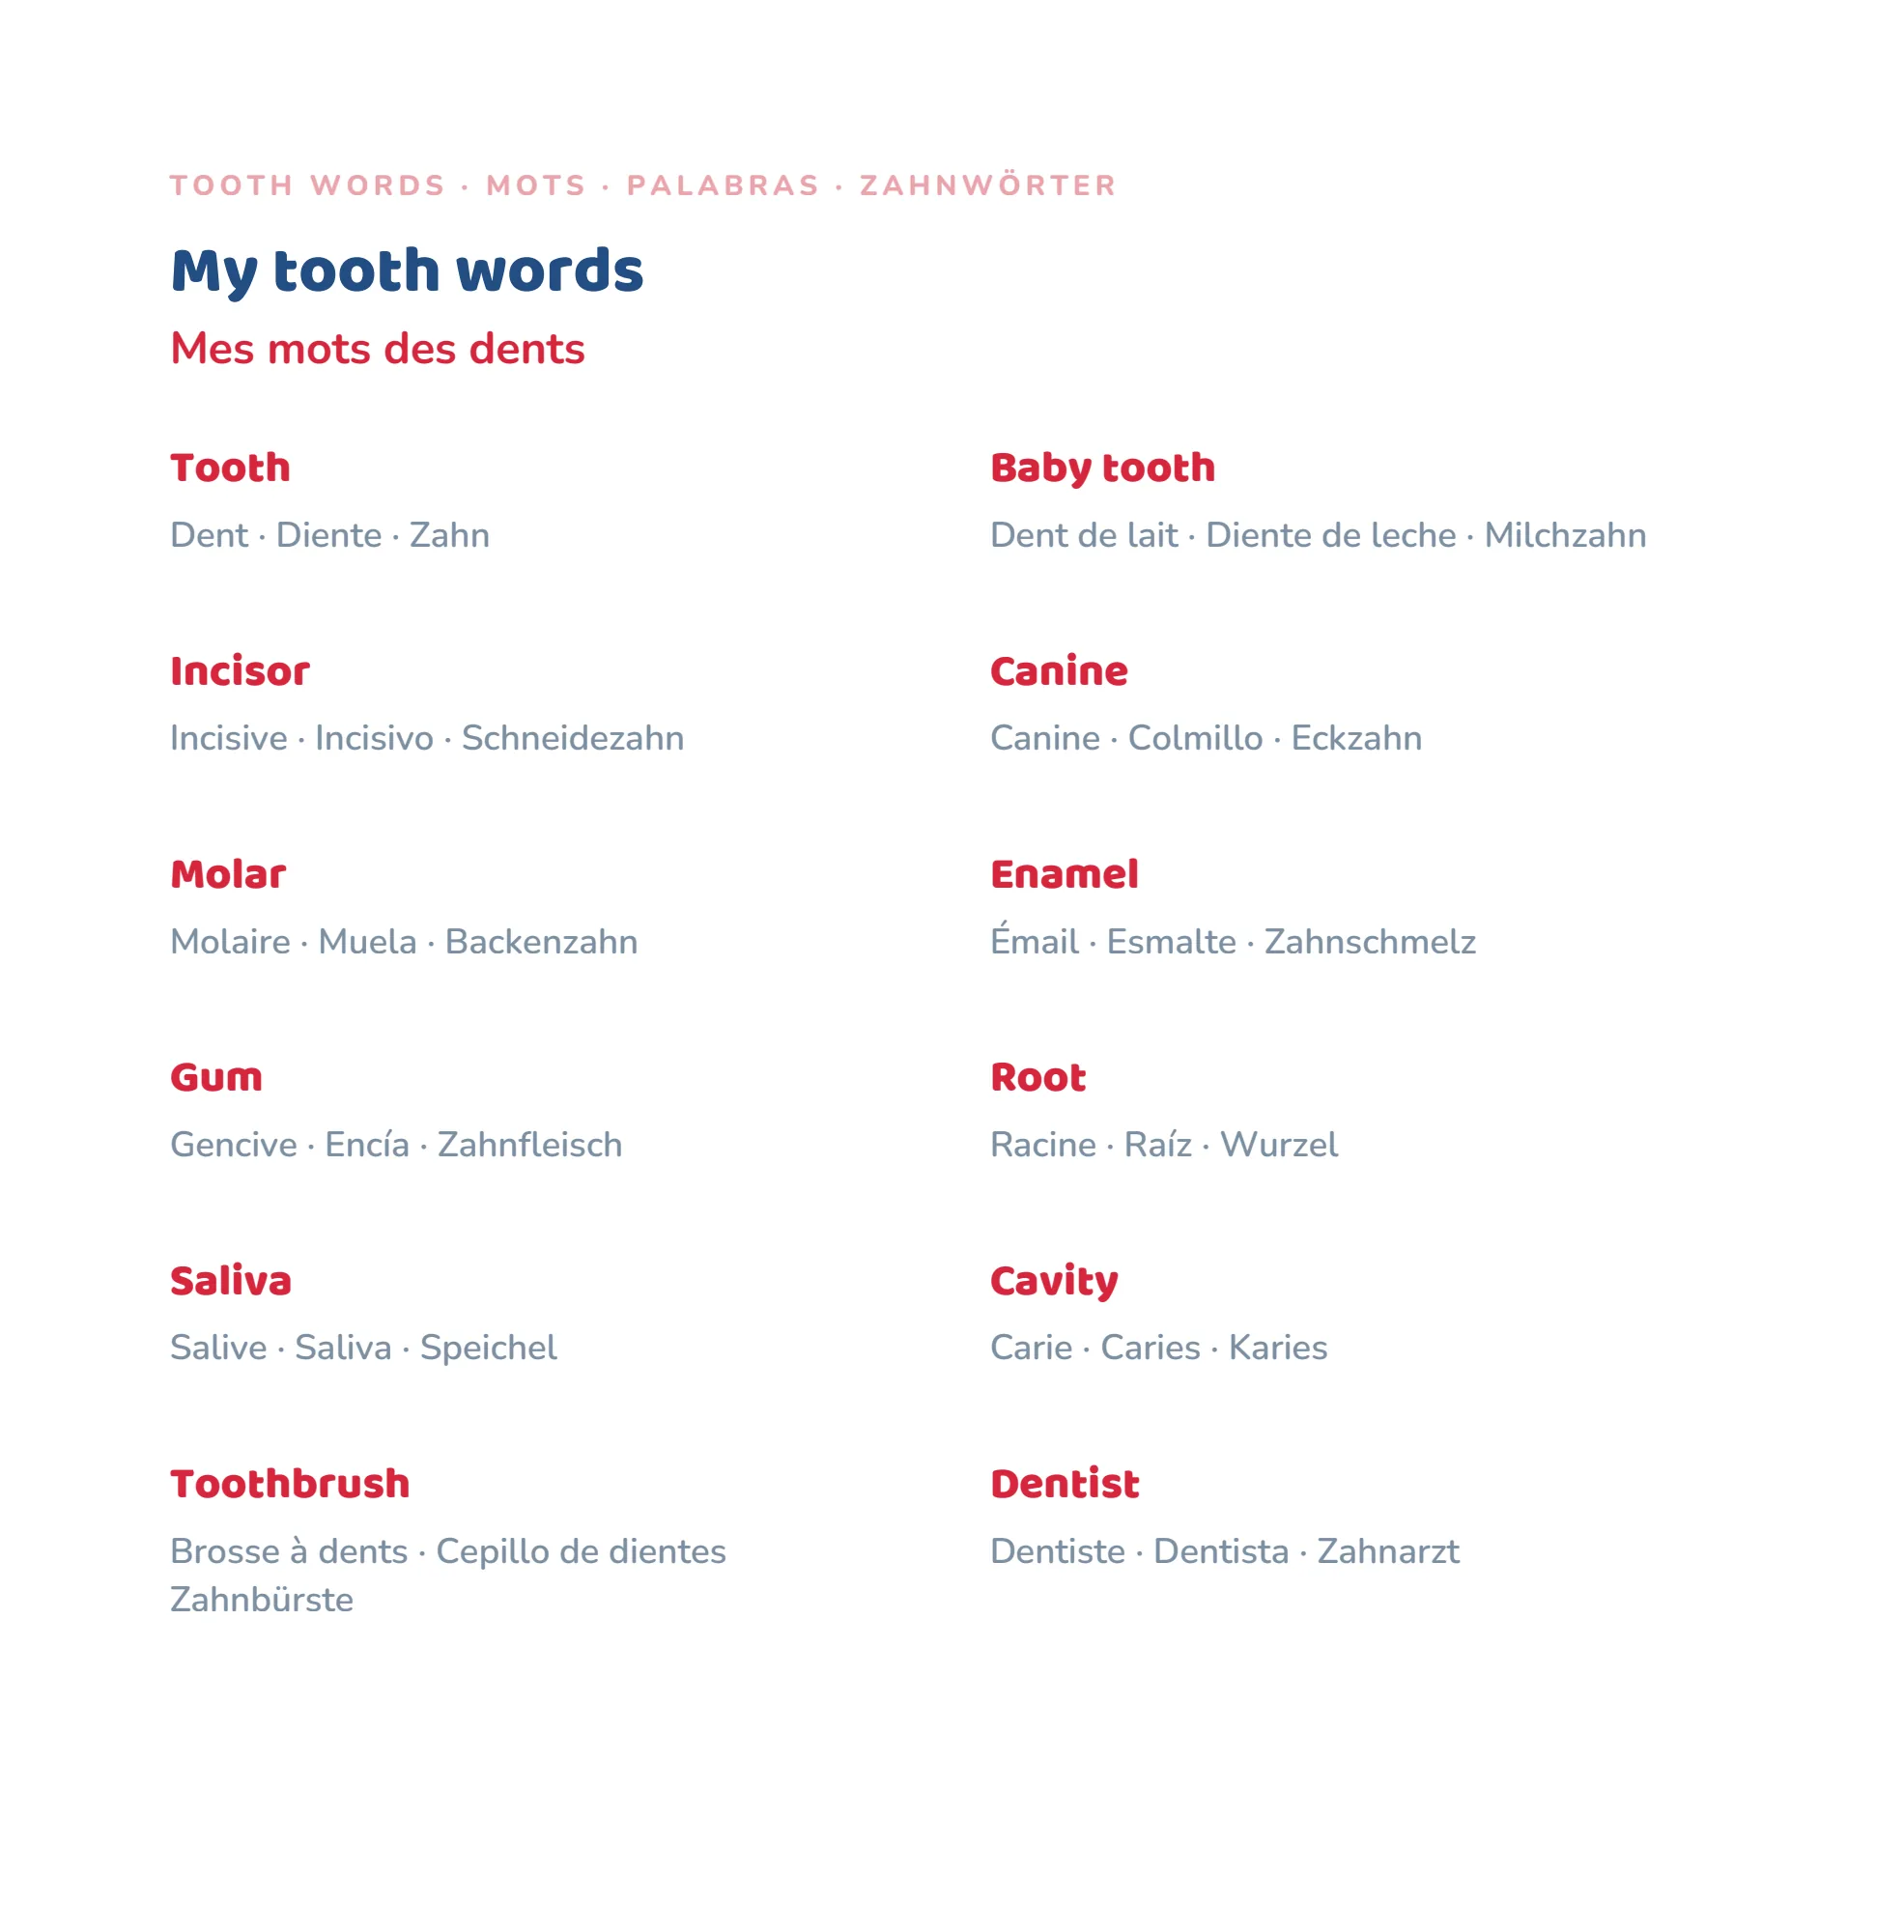 TOOTH WORDS · MOTS · PALABRAS · ZAHNWÖRTER
My tooth words
Mes mots des dents
Tooth
Dent · Diente · Zahn
Baby tooth
Dent de lait · Diente de leche · Milchzahn
Incisor
Incisive · Incisivo · Schneidezahn
Canine
Canine · Colmillo · Eckzahn
Molar
Molaire · Muela · Backenzahn
Enamel
Émail · Esmalte · Zahnschmelz
Gum
Gencive · Encía · Zahnfleisch
Root
Racine · Raíz · Wurzel
Saliva
Salive · Saliva · Speichel
Cavity
Carie · Caries · Karies
Toothbrush
Brosse à dents · Cepillo de dientes
Zahnbürste
Dentist
Dentiste · Dentista · Zahnarzt